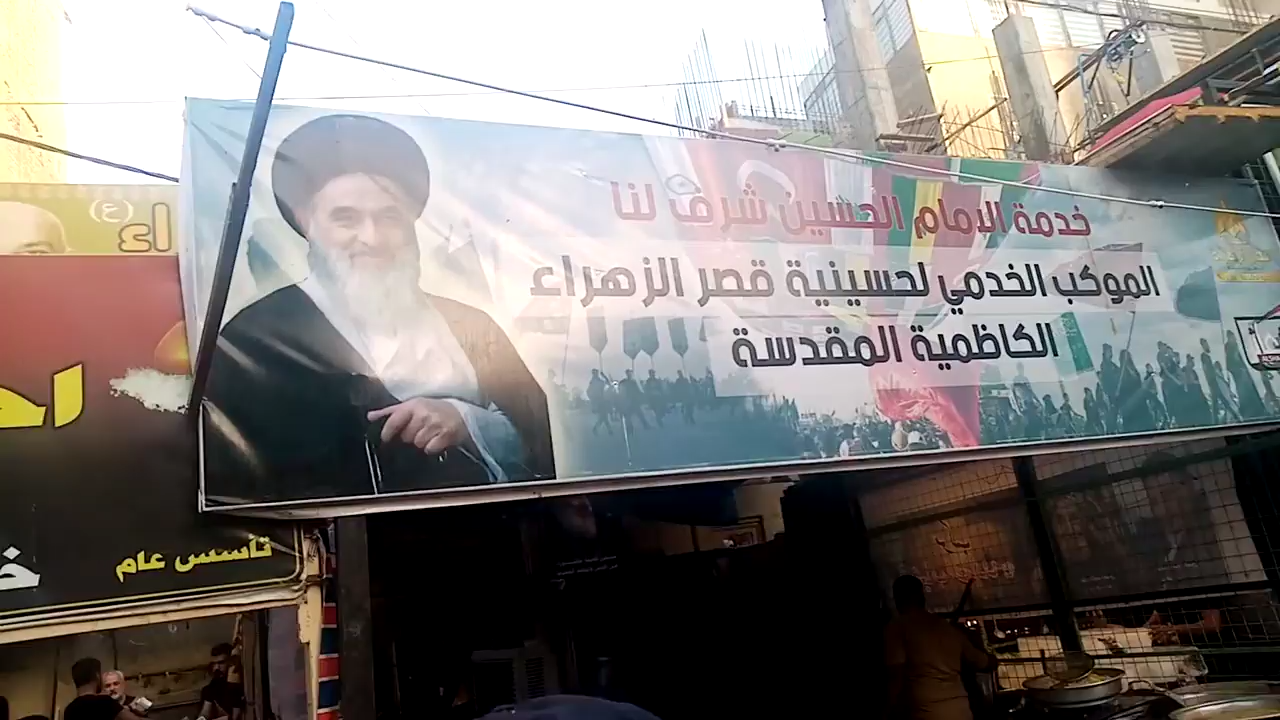 خدمة الامام الحسين شرف لنا
الموكب الخدمي لحسينية قصر الزهراء
الكاظمية المقدسة
(ع)
تأسس عام